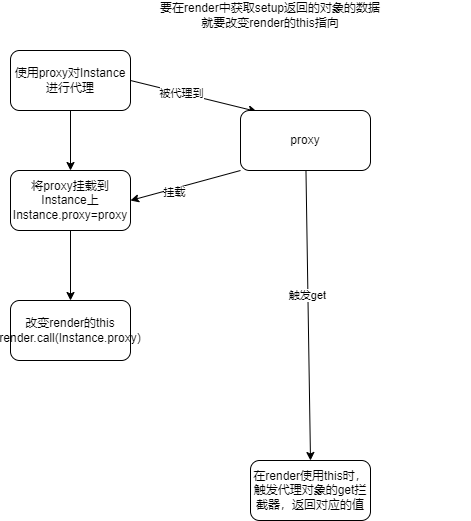 要在render中获取setup返回的对象的数据
就要改变render的this指向
使用proxy对Instance
进行代理
被代理到
proxy
将proxy挂载到
Instance上
Instance.proxy=proxy
挂载
触发get
改变render的this
render.call(Instance.proxy)
在render使用this时，
触发代理对象的get拦
截器，返回对应的值